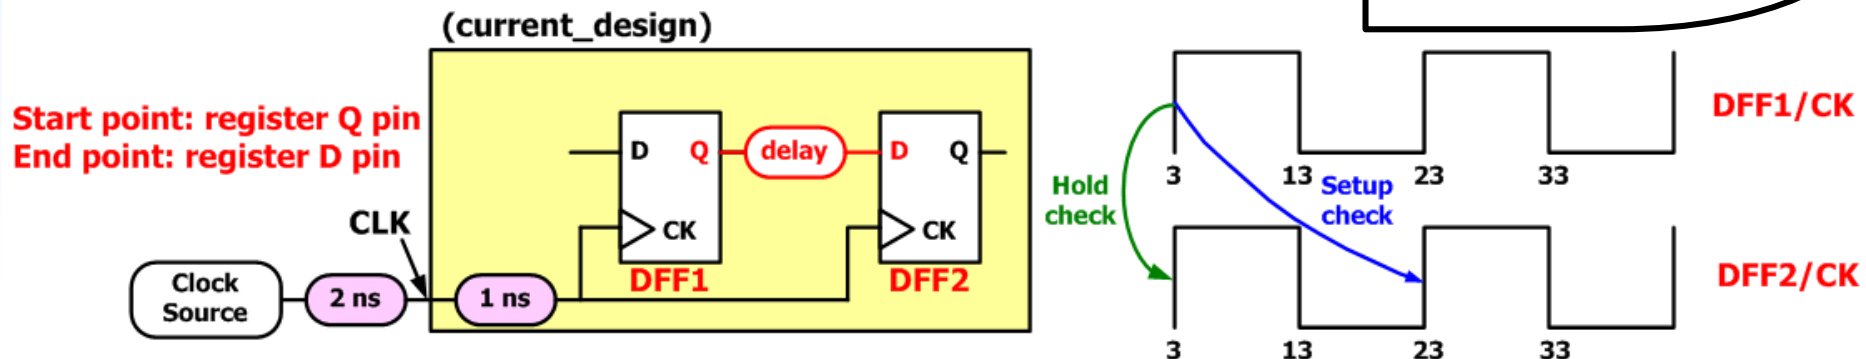 (current_design)
Start point: register Q pin
End point: register D pin
CLK
Clock
Source
2 ns
1 ns
D
Q
delay
D
Q
CK
CK
DFF1
DFF2
DFF1/CK
3
13
23
33
Hold
check
Setup
check
DFF2/CK
3
13
23
33